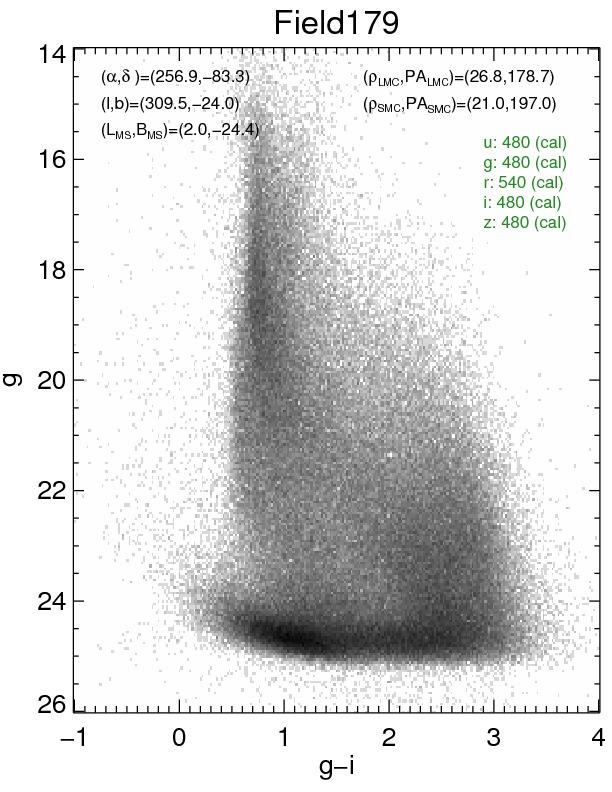 Field179
(α,δ )=(256.9,−83.3)
(ρLMC,PALMC)=(26.8,178.7)
(l,b)=(309.5,−24.0)
(ρSMC,PASMC)=(21.0,197.0)
(LMS,BMS)=(2.0,−24.4)
u: 480 (cal)
g: 480 (cal)
r: 540 (cal)
i: 480 (cal)
z: 480 (cal)
14
16
18
20
22
24
26
g
−1 0 1 2 3 4
g−i